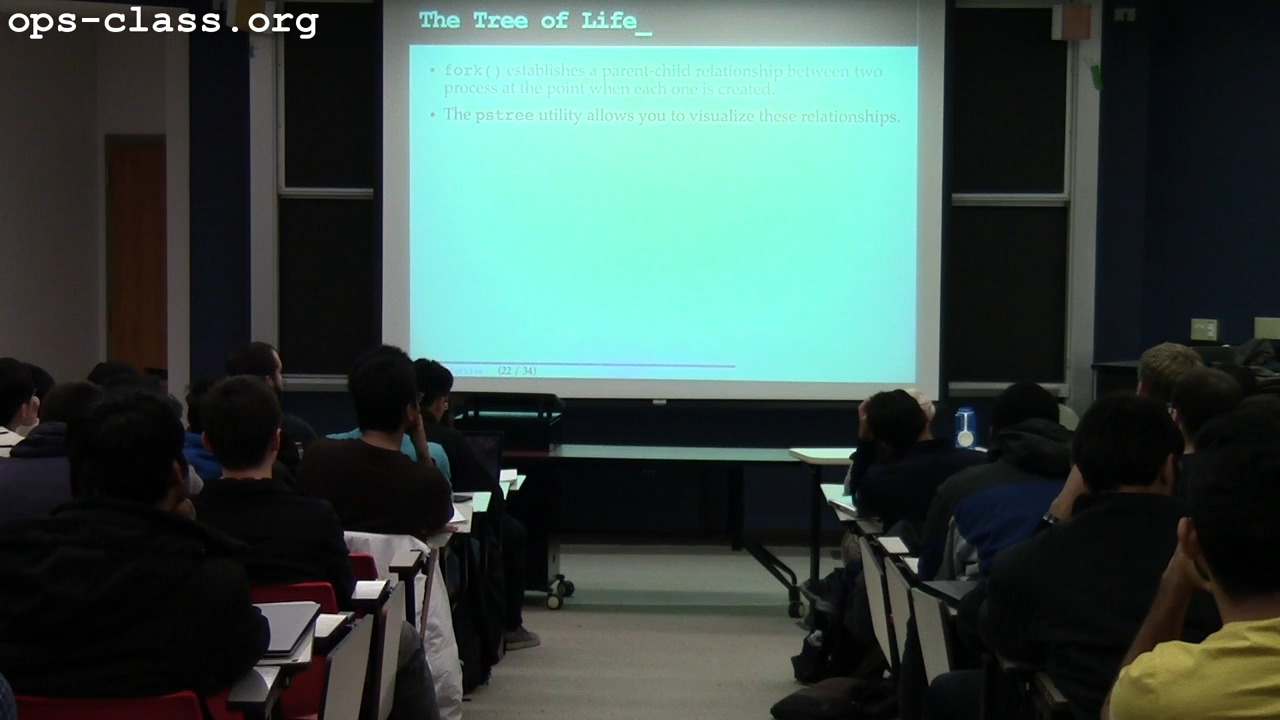 ops-class.org
The Tree of Life_
• fork() establishes a parent-child relationship between two
process at the point when each one is created.
• The pstree utility allows you to visualize these relationships.
(22 / 34)